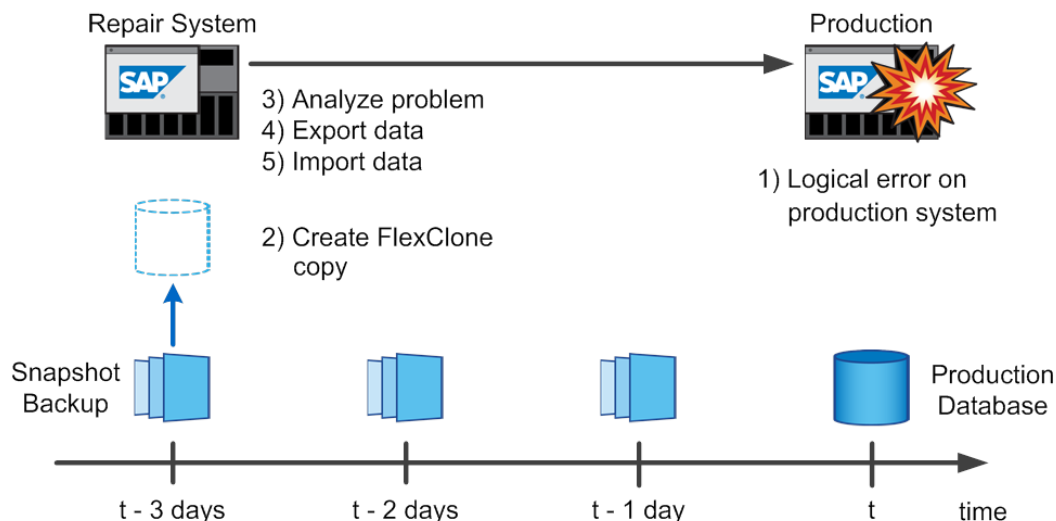 Repair System
Production
SAP
®
SAP
3) Analyze problem
4) Export data
5) Import data
1) Logical error on
production system
2) Create FlexClone
copy
Snapshot
Backup
Production
Database
t - 3 days
t - 2 days
t - 1 day
t
time